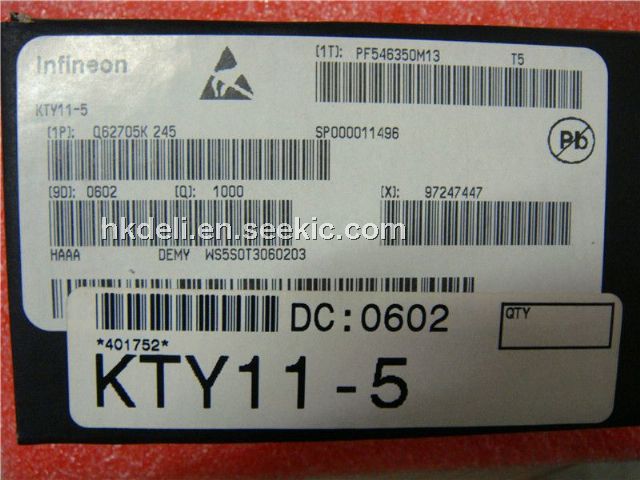 Infineon
(1T): PF546350M13 T5
KTY11-5
(1P): Q62705K 245 SP000011496
Pb
(9D): 0602 (Q): 1000 (X): 97247447
hkdeli.en.seekic.com
HAAA DEMY WS5S0T3060203
DC:0602
QTY
*401752*
KTY11-5